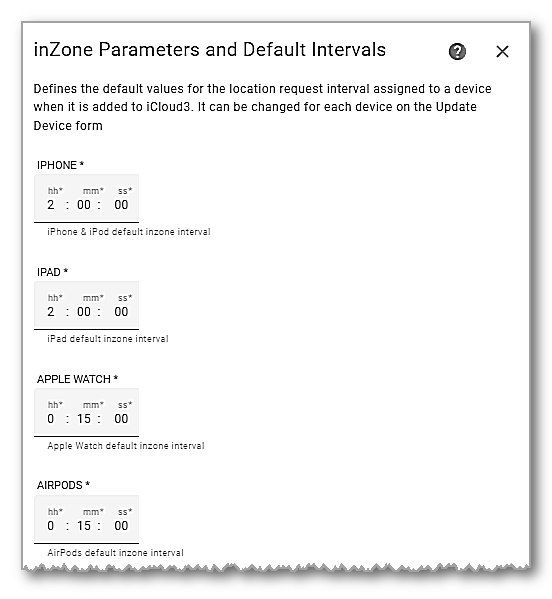 inZone Parameters and Default Intervals
Defines the default values for the location request interval assigned to a device
when it is added to iCloud3. It can be changed for each device on the Update
Device form
IPHONE *
hh* mm* ss*
2 : 00 : 00
iPhone & iPod default inzone interval
IPAD *
hh* mm* ss*
2 : 00 : 00
iPad default inzone interval
APPLE WATCH *
hh* mm* ss*
0 : 15 : 00
Apple Watch default inzone interval
AIRPODS *
hh* mm* ss*
0 : 15 : 00
AirPods default inzone interval